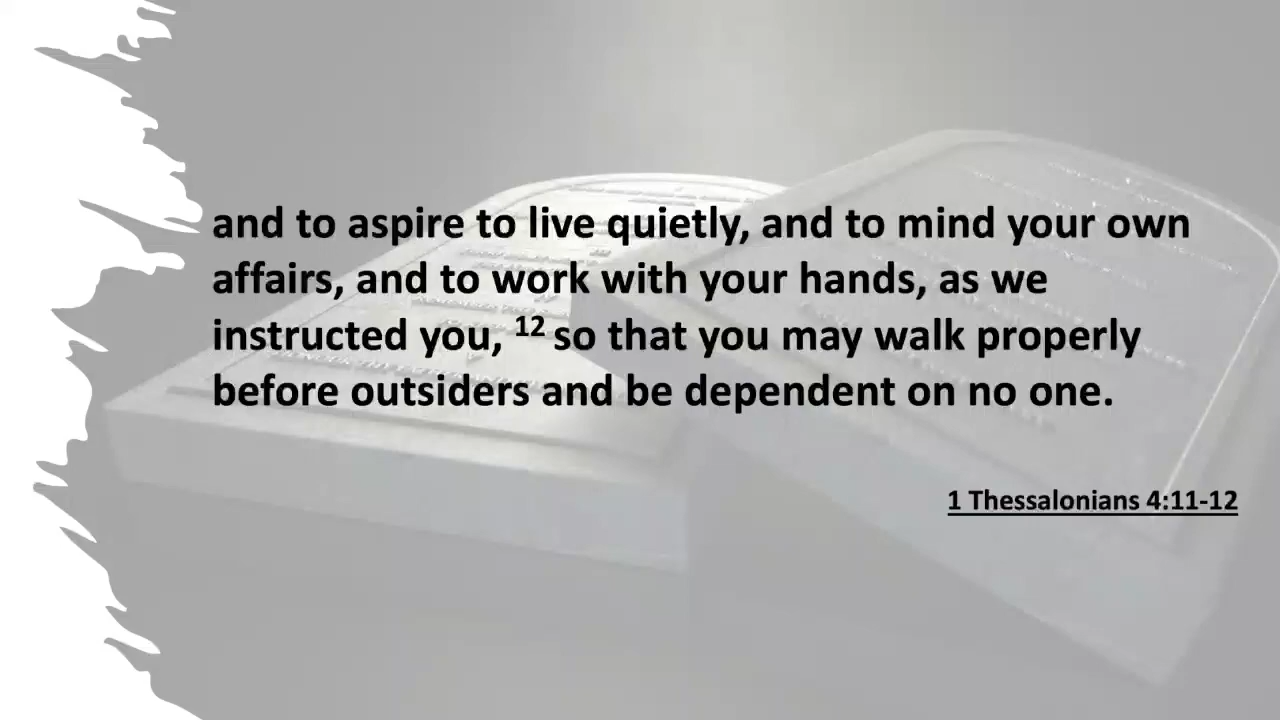 and to aspire to live quietly, and to mind your own
affairs, and to work with your hands, as we
instructed you, 12 so that you may walk properly
before outsiders and be dependent on no one.
1 Thessalonians 4:11-12